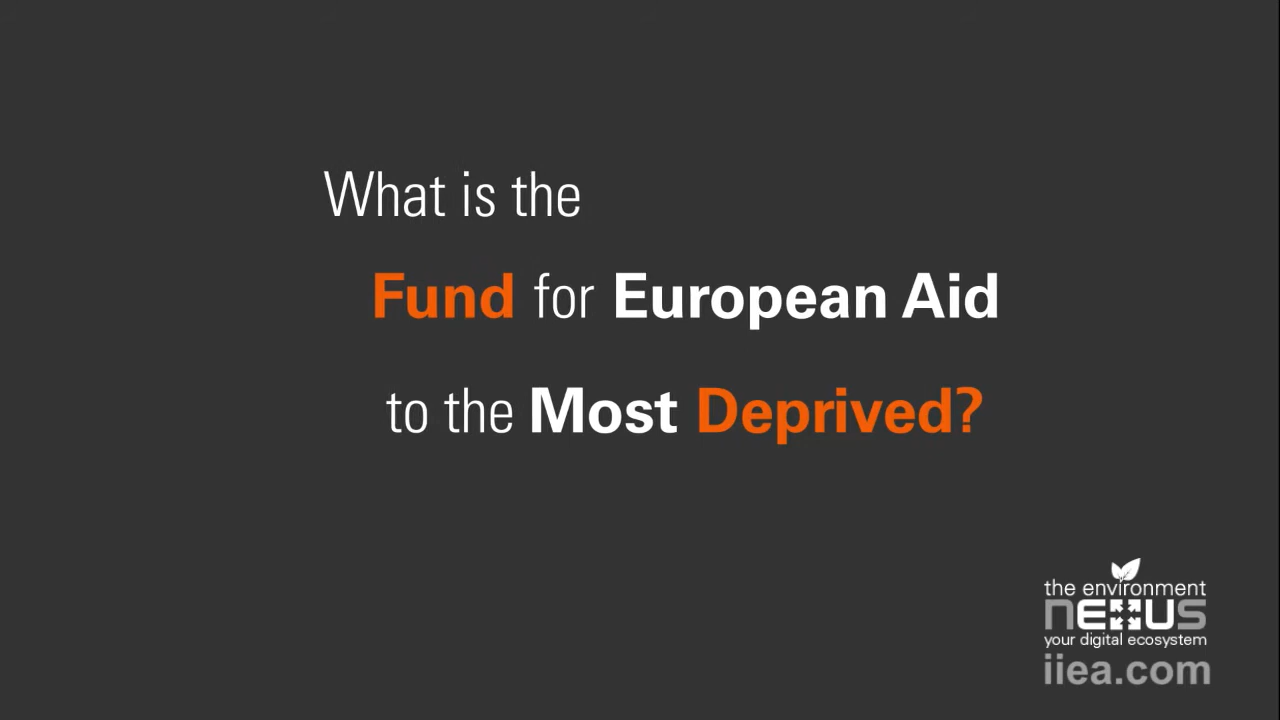 What is the
Fund for European Aid
to the Most Deprived?
the environment
nexus
your digital ecosystem
iiea.com